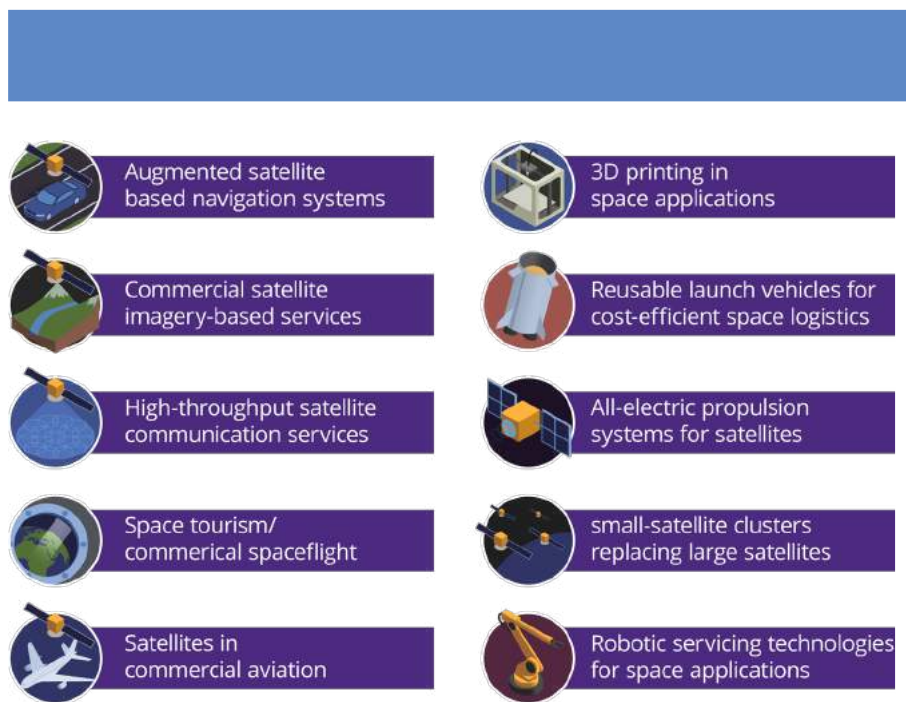 Augmented satellite
based navigation systems
Commercial satellite
imagery-based services
High-throughput satellite
communication services
Space tourism/
commerical spaceflight
Satellites in
commercial aviation
3D printing in
space applications
Reusable launch vehicles for
cost-efficient space logistics
All-electric propulsion
systems for satellites
small-satellite clusters
replacing large satellites
Robotic servicing technologies
for space applications